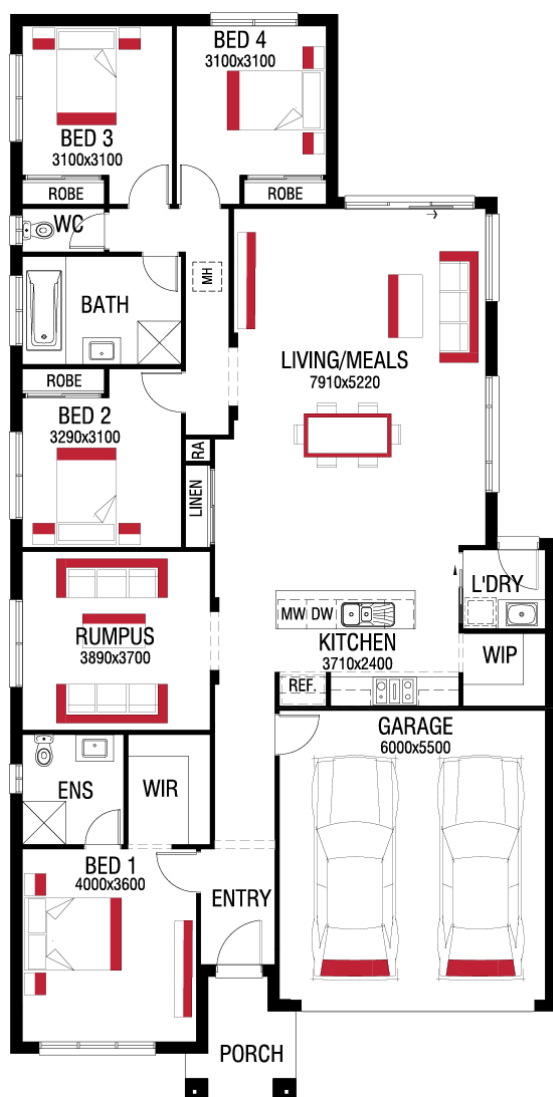 BED 4
3100x3100
BED 3
3100x3100
ROBE
ROBE
WC
MH
BATH
LIVING/MEALS
7910x5220
ROBE
BED 2
3290x3100
RA
LINEN
L'DRY
MW DW
RUMPUS
3890x3700
KITCHEN
3710x2400
WIP
REF.
GARAGE
6000x5500
ENS
WIR
BED 1
4000x3600
ENTRY
PORCH